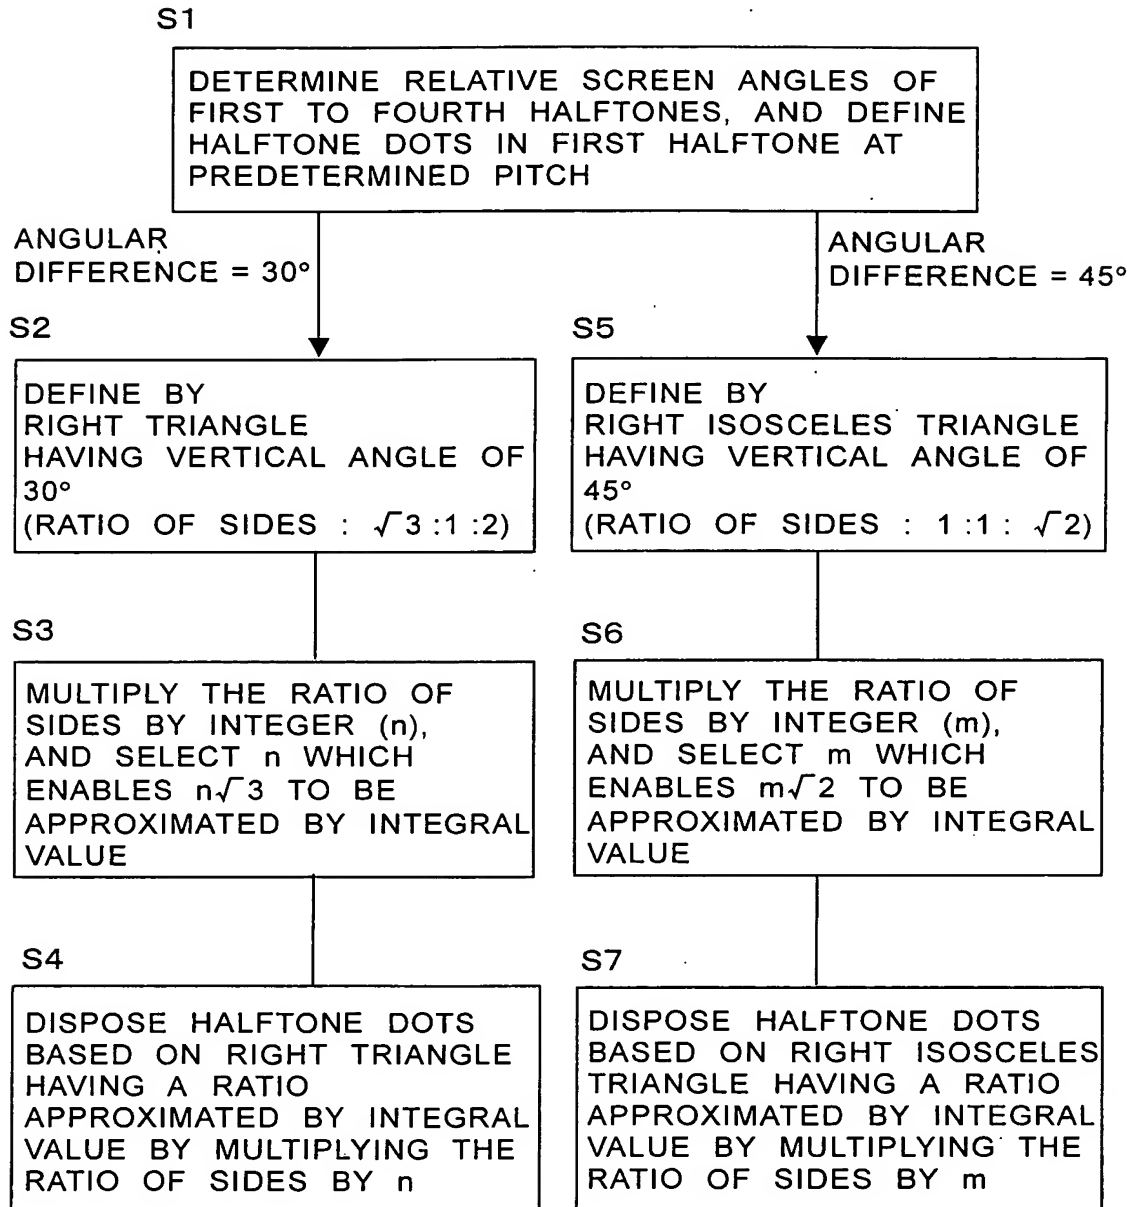 S1
DETERMINE RELATIVE SCREEN ANGLES OF
FIRST TO FOURTH HALFTONES, AND DEFINE
HALFTONE DOTS IN FIRST HALFTONE AT
PREDETERMINED PITCH
ANGULAR
DIFFERENCE = 30°
ANGULAR
DIFFERENCE = 45°
S2
DEFINE BY
RIGHT TRIANGLE
HAVING VERTICAL ANGLE OF
30°
(RATIO OF SIDES : √3 :1 :2)
S5
DEFINE BY
RIGHT ISOSCELES TRIANGLE
HAVING VERTICAL ANGLE OF
45°
(RATIO OF SIDES : 1 :1 : √2)
S3
MULTIPLY THE RATIO OF
SIDES BY INTEGER (n),
AND SELECT n WHICH
ENABLES n√3 TO BE
APPROXIMATED BY INTEGRAL
VALUE
S6
MULTIPLY THE RATIO OF
SIDES BY INTEGER (m),
AND SELECT m WHICH
ENABLES m√2 TO BE
APPROXIMATED BY INTEGRAL
VALUE
S4
DISPOSE HALFTONE DOTS
BASED ON RIGHT TRIANGLE
HAVING A RATIO
APPROXIMATED BY INTEGRAL
VALUE BY MULTIPLYING THE
RATIO OF SIDES BY n
S7
DISPOSE HALFTONE DOTS
BASED ON RIGHT ISOSCELES
TRIANGLE HAVING A RATIO
APPROXIMATED BY INTEGRAL
VALUE BY MULTIPLYING THE
RATIO OF SIDES BY m